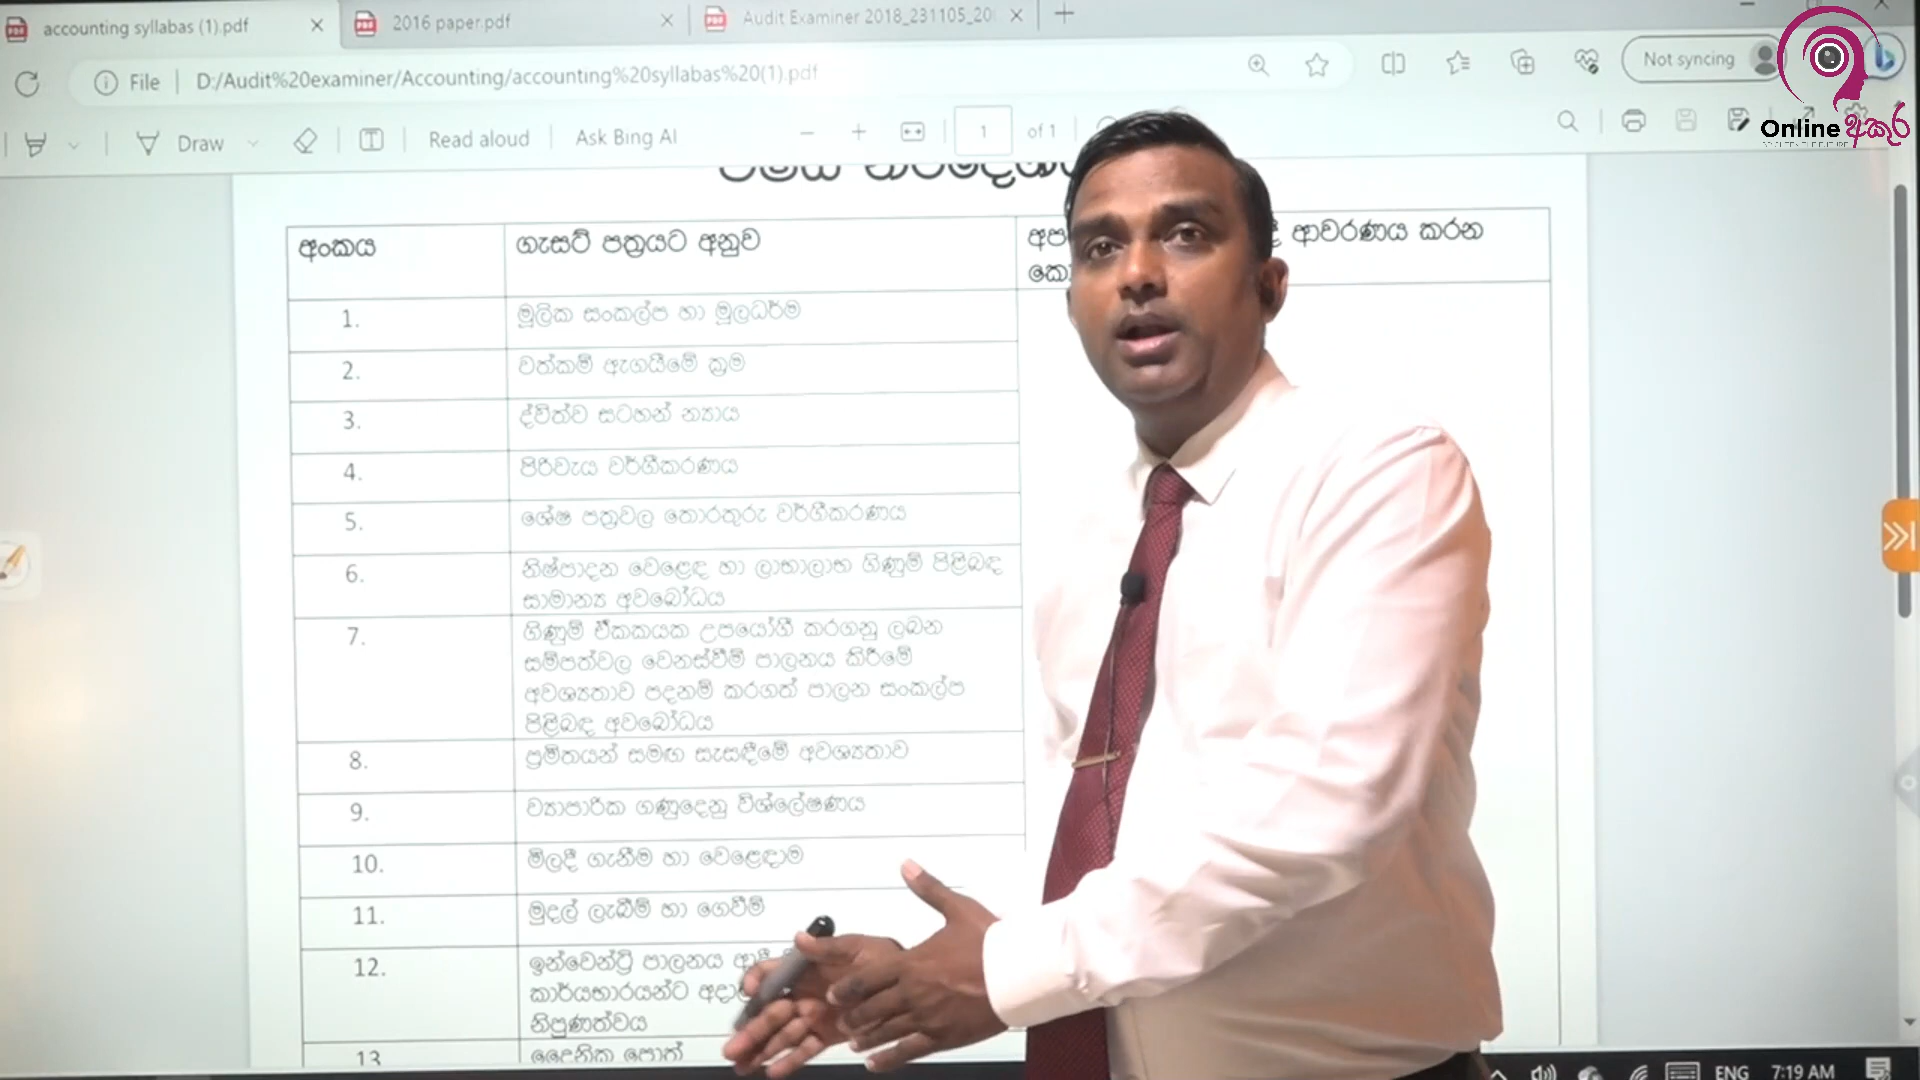 accounting syllabas (1).pdf
2016 paper.pdf
Audit Examiner 2018_231105_20
File
D:/Audit%20examiner/Accounting/accounting%20syllabas%20(1).pdf
Not syncing
Draw
Read aloud
Ask Bing AI
1
of 1
Online අකුර
අංකය
ගැසට් පත්‍රයට අනුව
ආවරණය කරන
1.
මූලික සංකල්ප හා මූලධර්ම
2.
වත්කම් ඇගයීමේ ක්‍රම
3.
ද්විත්ව සටහන් න්‍යාය
4.
පිරිවැය වර්ගීකරණය
5.
ශේෂ පත්‍රවල තොරතුරු වර්ගීකරණය
6.
නිෂ්පාදන වෙළෙඳ හා ලාභාලාභ ගිණුම් පිළිබඳ
සාමාන්‍ය අවබෝධය
7.
ගිණුම් ඒකකයක උපයෝගී කරගනු ලබන
සම්පත්වල වෙනස්වීම් පාලනය කිරීමේ
අවශ්‍යතාව පදනම් කරගත් පාලන සංකල්ප
පිළිබඳ අවබෝධය
8.
ප්‍රමිතයන් සමඟ සැසඳීමේ අවශ්‍යතාව
9.
ව්‍යාපාරික ගණුදෙනු විශ්ලේෂණය
10.
මිලදී ගැනීම හා වෙළෙඳාම
11.
මුදල් ලැබීම් හා ගෙවීම්
12.
ඉන්වෙන්ට්‍රි පාලනය
කාර්යභාරයන්ට
නිපුණත්වය
13
දෛනික පොත්
ENG
7:19 AM